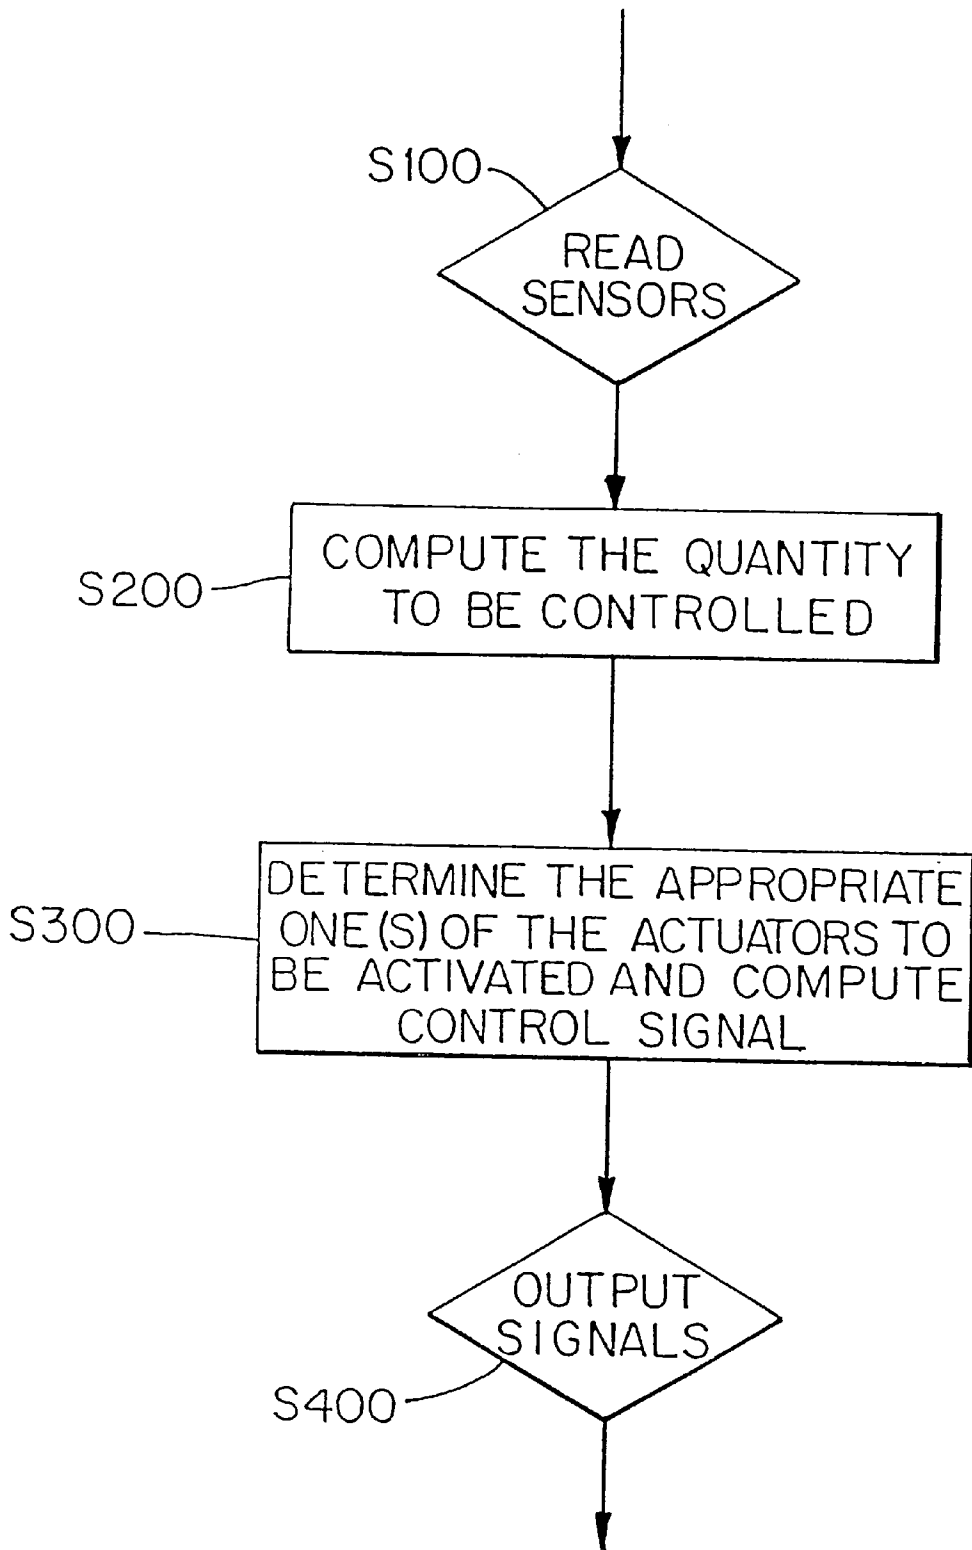 S100
READ
SENSORS
COMPUTE THE QUANTITY
TO BE CONTROLLED
S200
DETERMINE THE APPROPRIATE
ONE(S) OF THE ACTUATORS TO
BE ACTIVATED AND COMPUTE
CONTROL SIGNAL
S300
OUTPUT
SIGNALS
S400